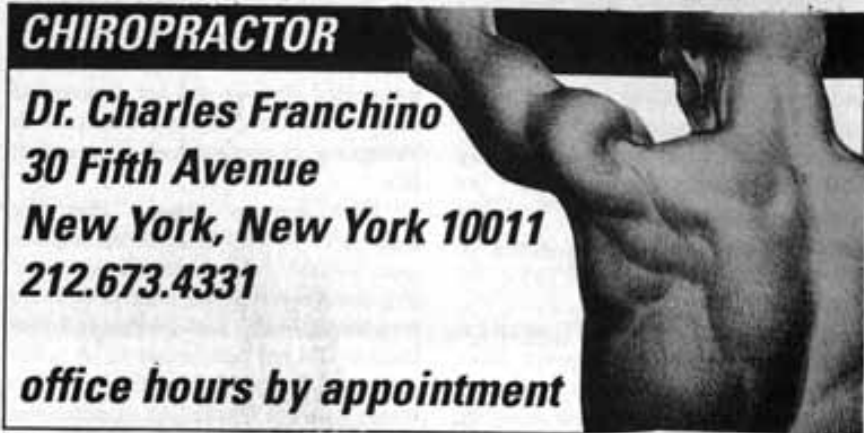 CHIROPRACTOR
Dr. Charles Franchino
30 Fifth Avenue
New York, New York 10011
212.673.4331
office hours by appointment